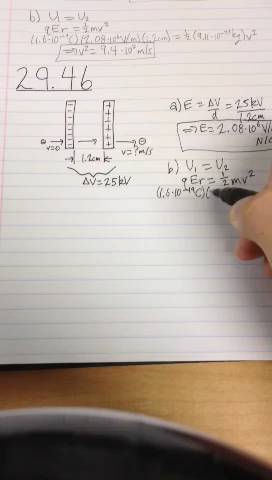 b) U = U₂
qEr = ½mv²
(1.6·10⁻¹⁹C)(2.08·10⁶V/m)(1.2cm) = ½(9.11·10⁻³¹kg)v²
⇒ v² = 9.4·10⁷ m/s
29.46
a) E = ΔV/d = 25kV/1.2cm
⇒ E = 2.08·10⁶ V/
N/C
⊖ → → ⊖
v=0 1.2cm v=? m/s
ΔV = 25kV
b) U₁ = U₂
qEr = ½mv²
(1.6·10⁻¹⁹C)(